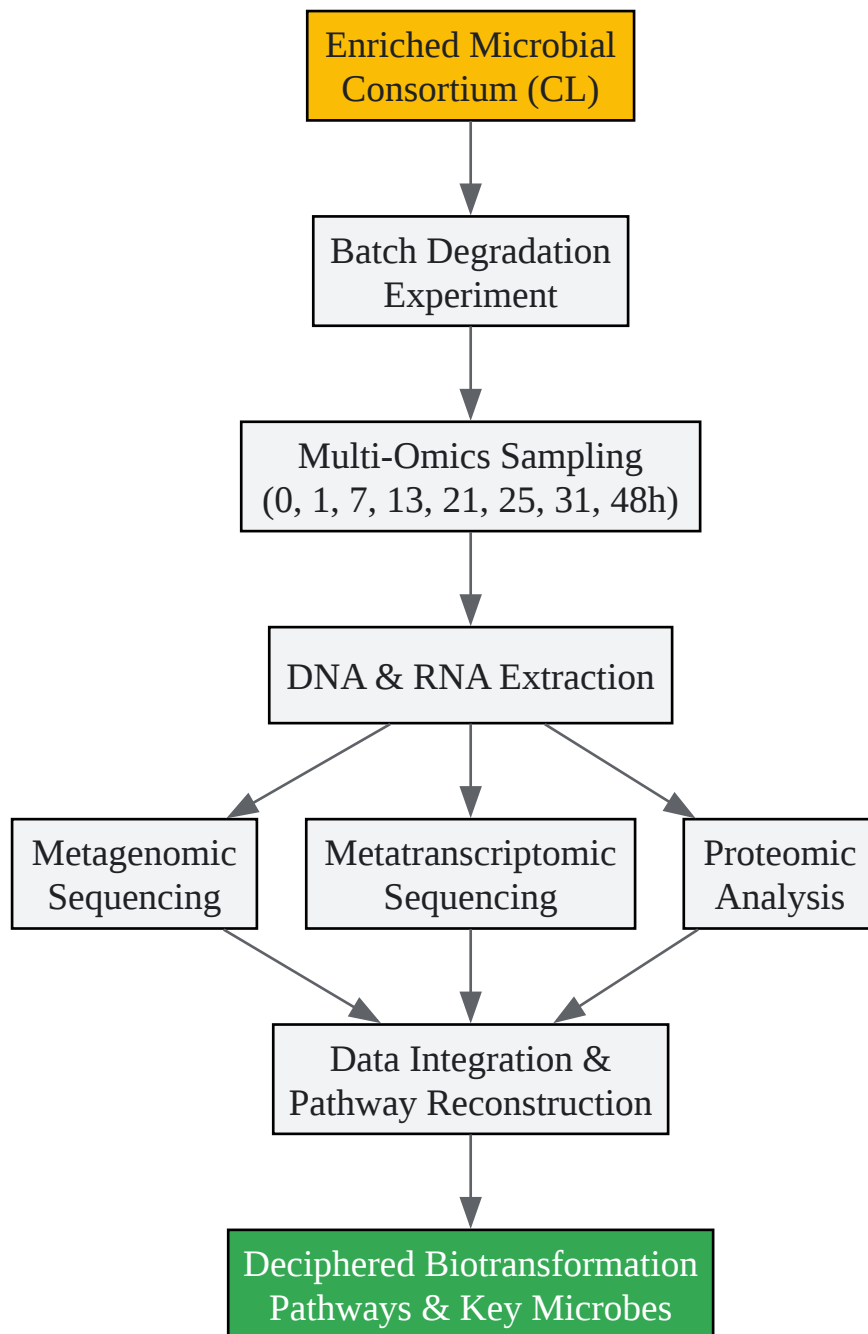 Enriched Microbial
Consortium (CL)
Batch Degradation
Experiment
Multi-Omics Sampling
(0, 1, 7, 13, 21, 25, 31, 48h)
DNA & RNA Extraction
Metagenomic
Sequencing
Metatranscriptomic
Sequencing
Proteomic
Analysis
Data Integration &
Pathway Reconstruction
Deciphered Biotransformation
Pathways & Key Microbes